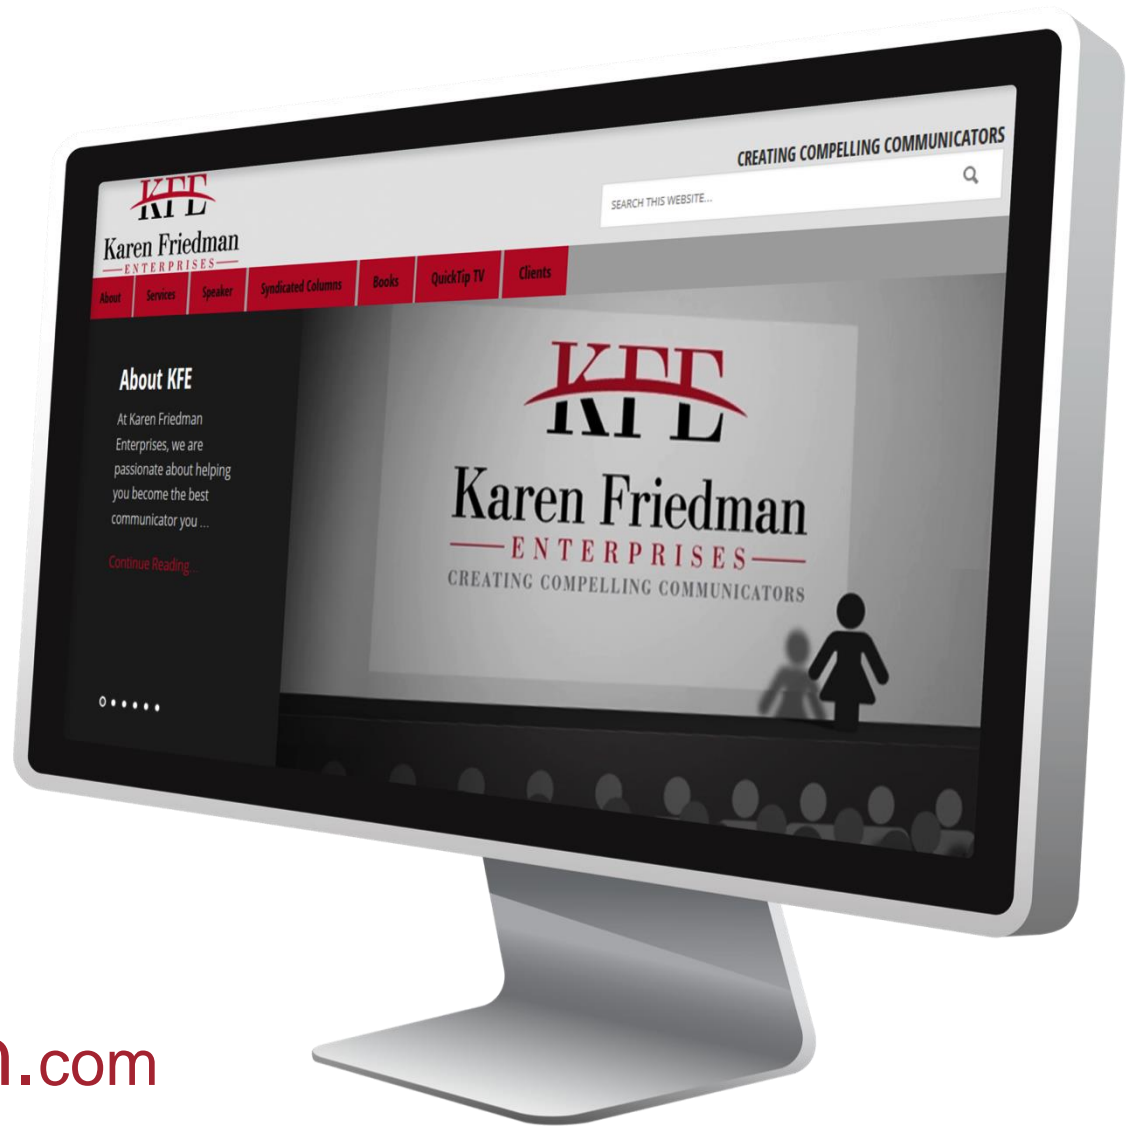 CREATING COMPELLING COMMUNICATORS
KFE
SEARCH THIS WEBSITE...
Karen Friedman
ENTERPRISES
About Services Speaker Syndicated Columns Books QuickTip TV Clients
KFE
About KFE
At Karen Friedman
Enterprises, we are
passionate about helping
you become the best
communicator you ...
Continue Reading...
Karen Friedman
ENTERPRISES
CREATING COMPELLING COMMUNICATORS
.com